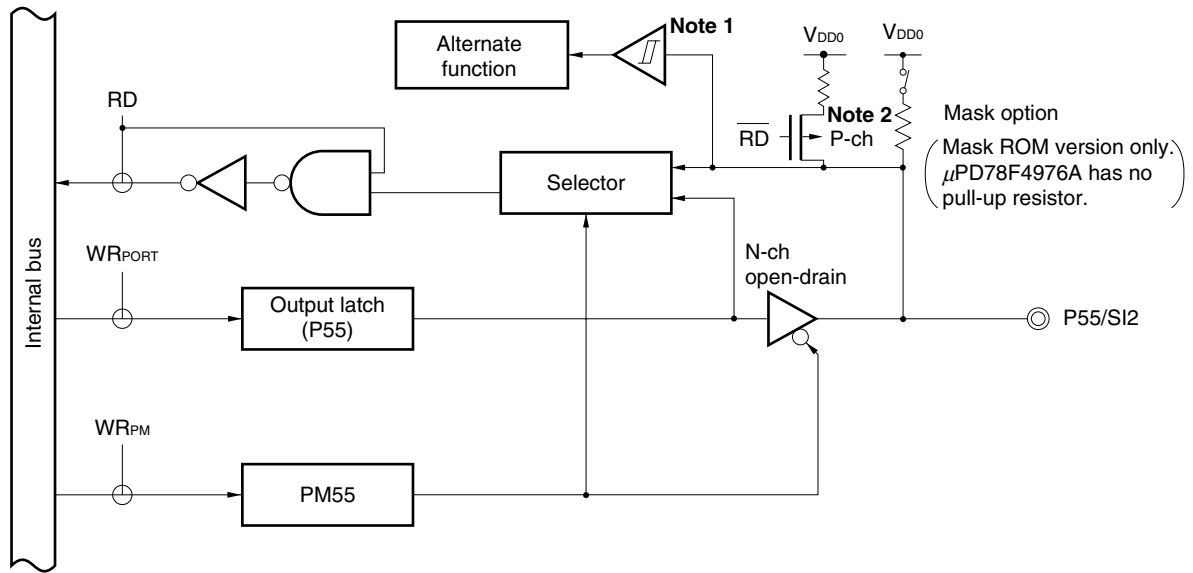 Note 1
VDD0
VDD0
Alternate
function
RD
Note 2
Mask option
RD
P-ch
Mask ROM version only.
μPD78F4976A has no
pull-up resistor.
Selector
Internal bus
WRPORT
N-ch
open-drain
Output latch
(P55)
P55/SI2
WRPM
PM55